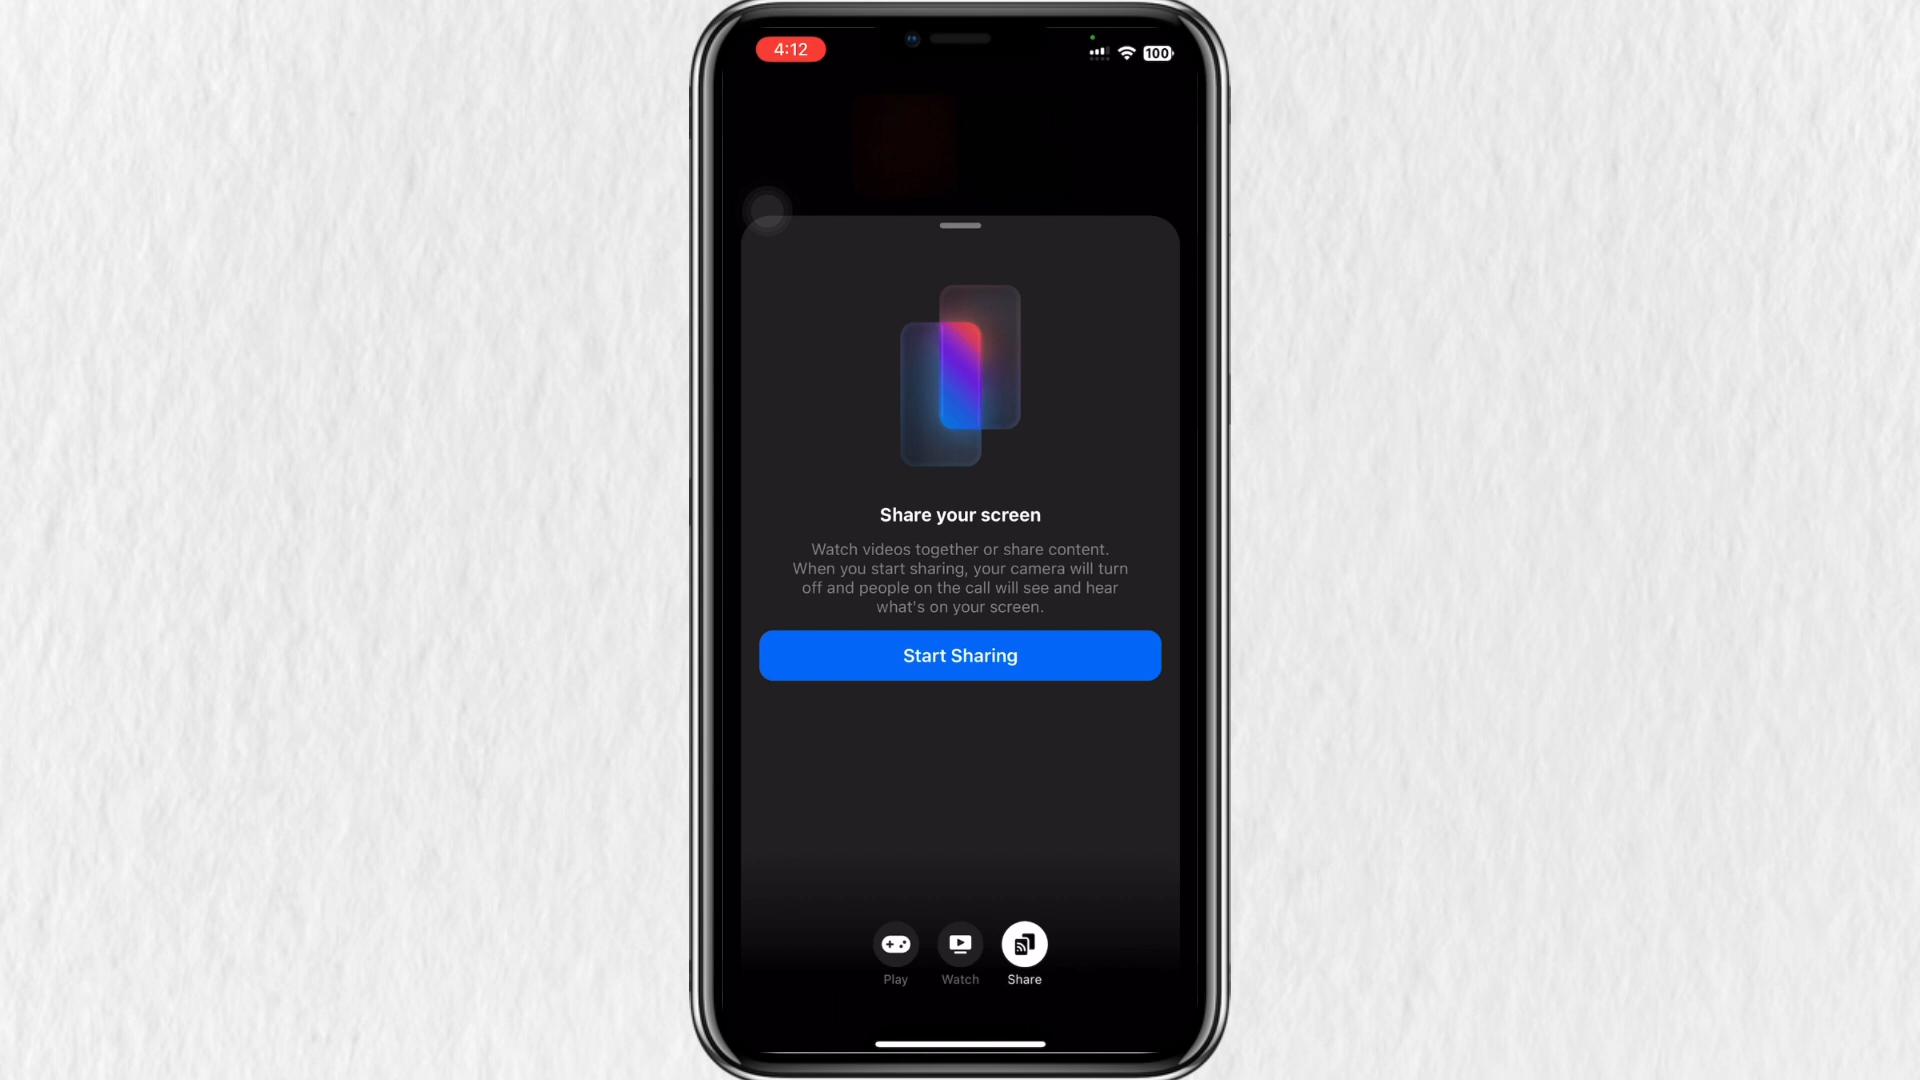 4:12
100
Share your screen
Watch videos together or share content.
When you start sharing, your camera will turn
off and people on the call will see and hear
what's on your screen.
Start Sharing
Play
Watch
Share